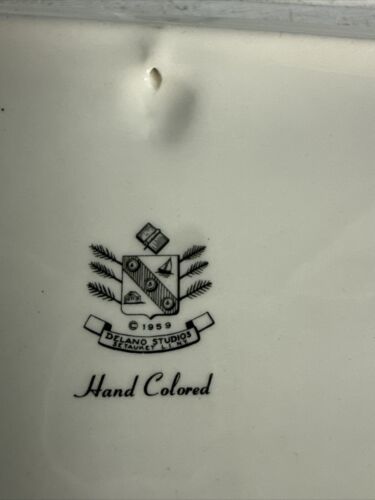 © 1959
DELANO STUDIOS
SETAUKET L.I. N.Y.
Hand Colored